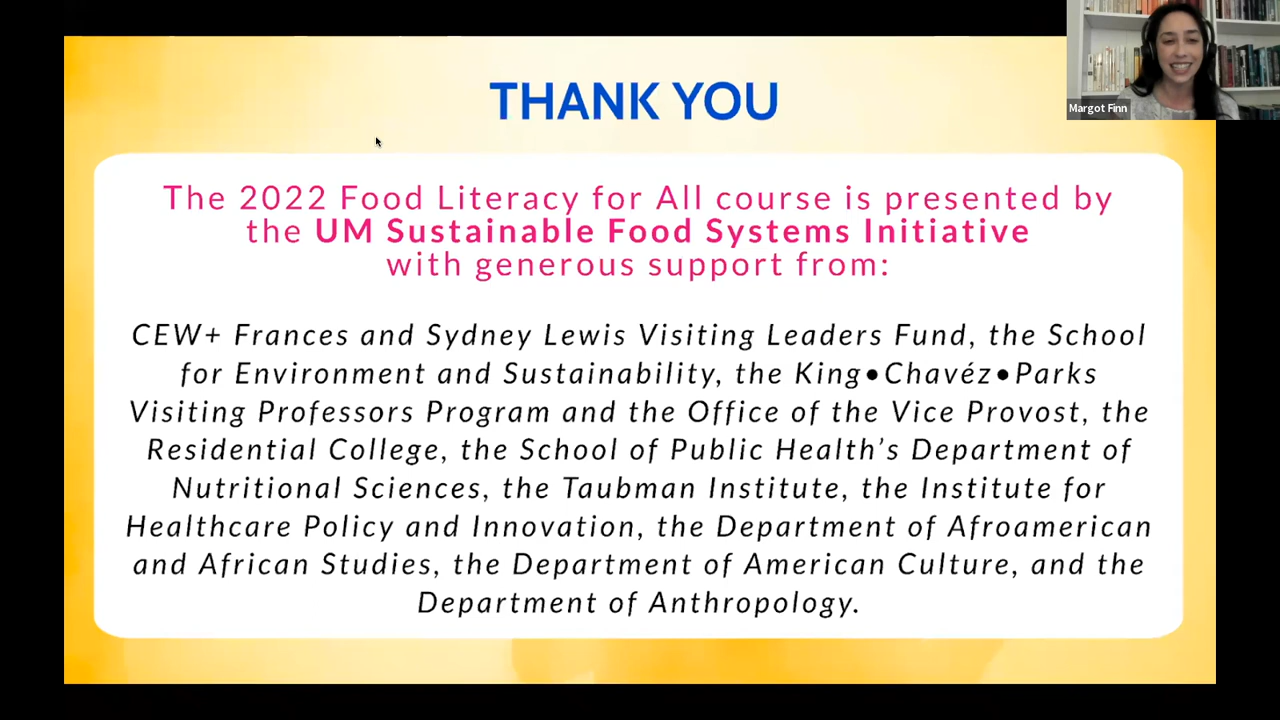 THANK YOU
Margot Finn
The 2022 Food Literacy for All course is presented by
the UM Sustainable Food Systems Initiative
with generous support from:
CEW+ Frances and Sydney Lewis Visiting Leaders Fund, the School
for Environment and Sustainability, the King•Chavéz•Parks
Visiting Professors Program and the Office of the Vice Provost, the
Residential College, the School of Public Health’s Department of
Nutritional Sciences, the Taubman Institute, the Institute for
Healthcare Policy and Innovation, the Department of Afroamerican
and African Studies, the Department of American Culture, and the
Department of Anthropology.